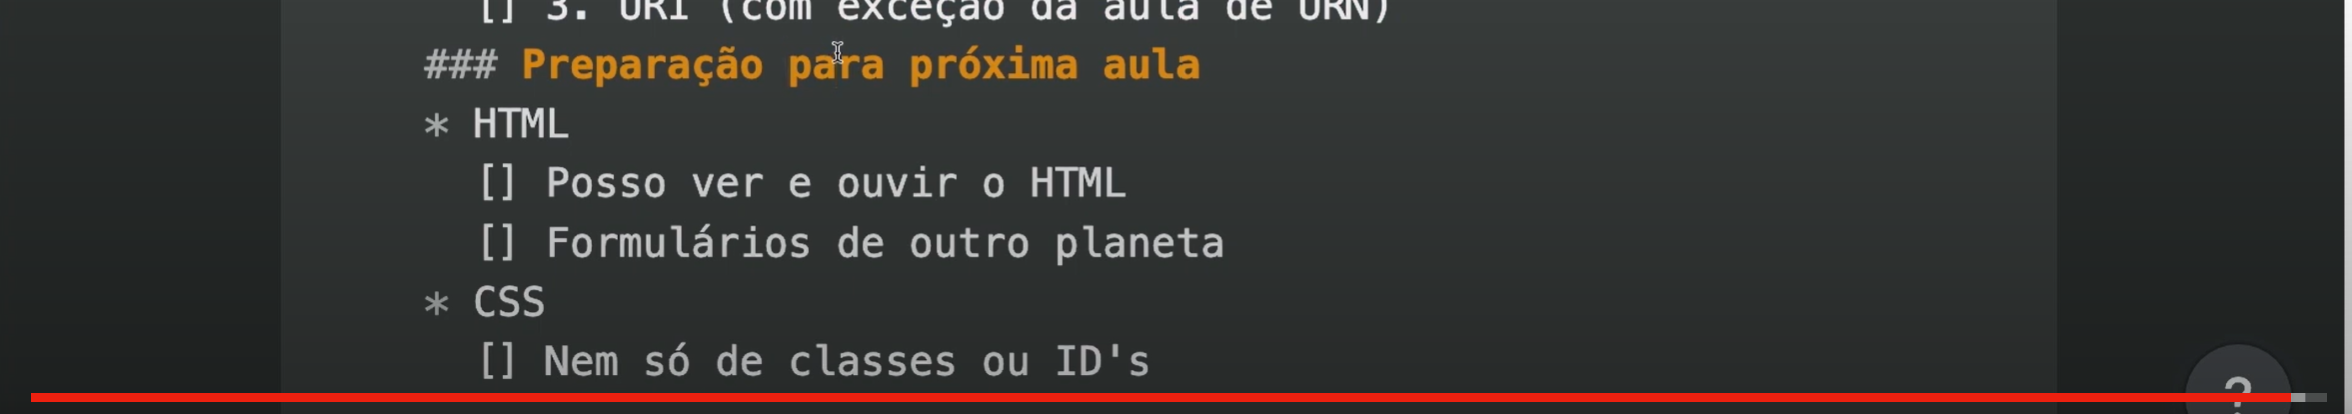 [] 3. URI (com exceção da aula de URN)
### Preparação para próxima aula
* HTML
[] Posso ver e ouvir o HTML
[] Formulários de outro planeta
* CSS
[] Nem só de classes ou ID's
?